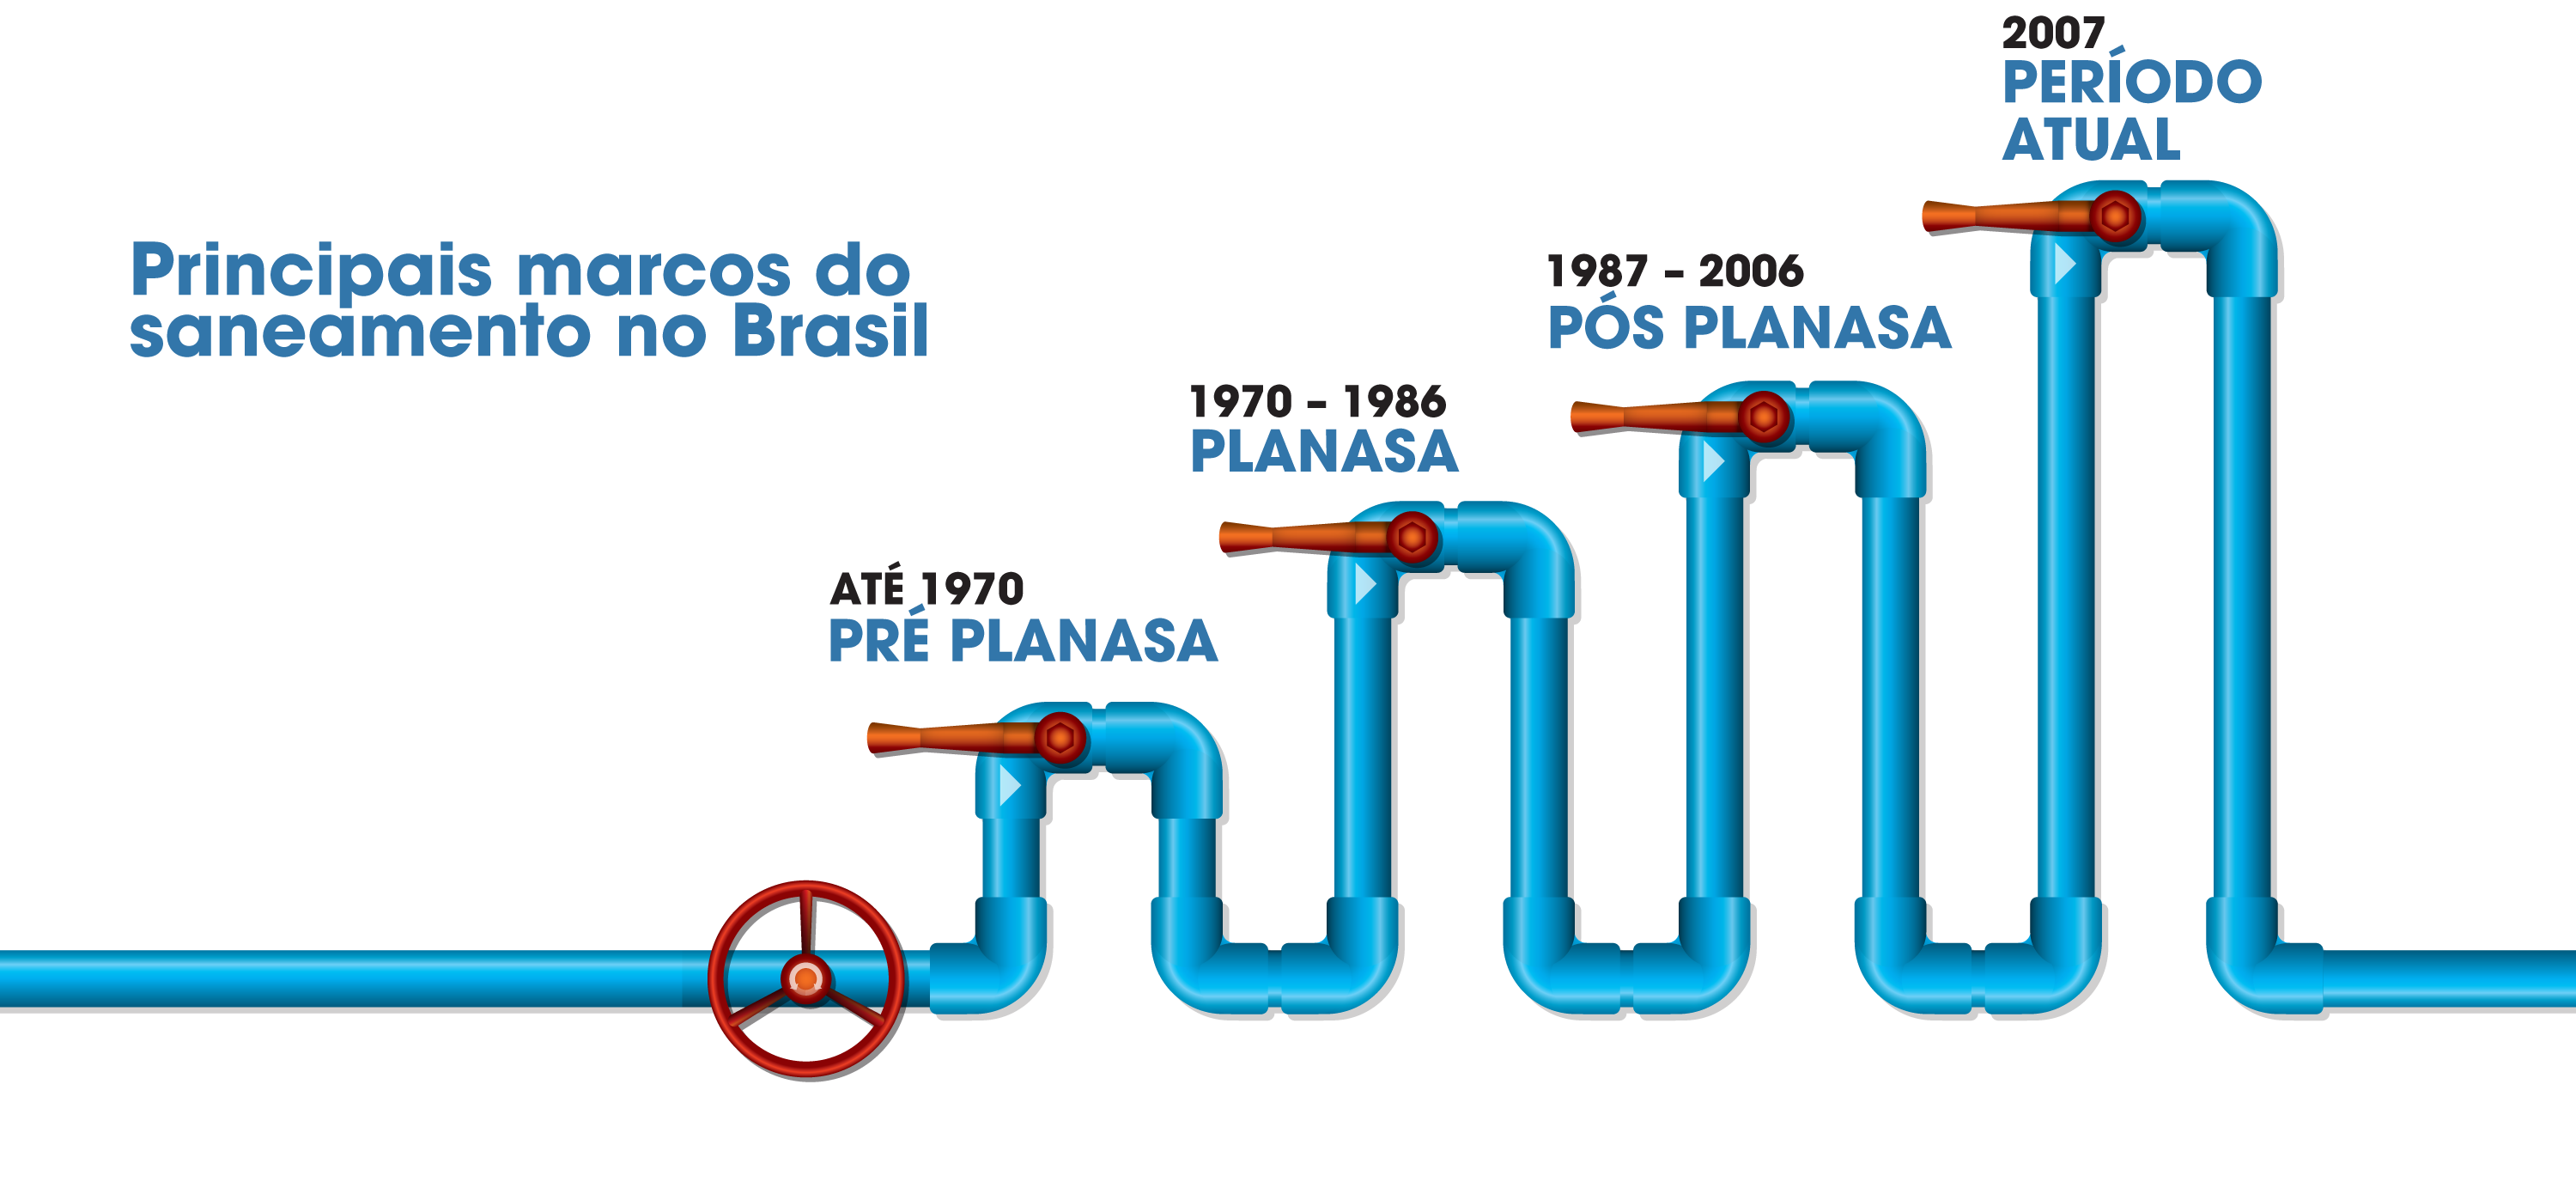 Principais marcos do
saneamento no Brasil
ATÉ 1970
PRÉ PLANASA
1970 – 1986
PLANASA
1987 – 2006
PÓS PLANASA
2007
PERÍODO
ATUAL